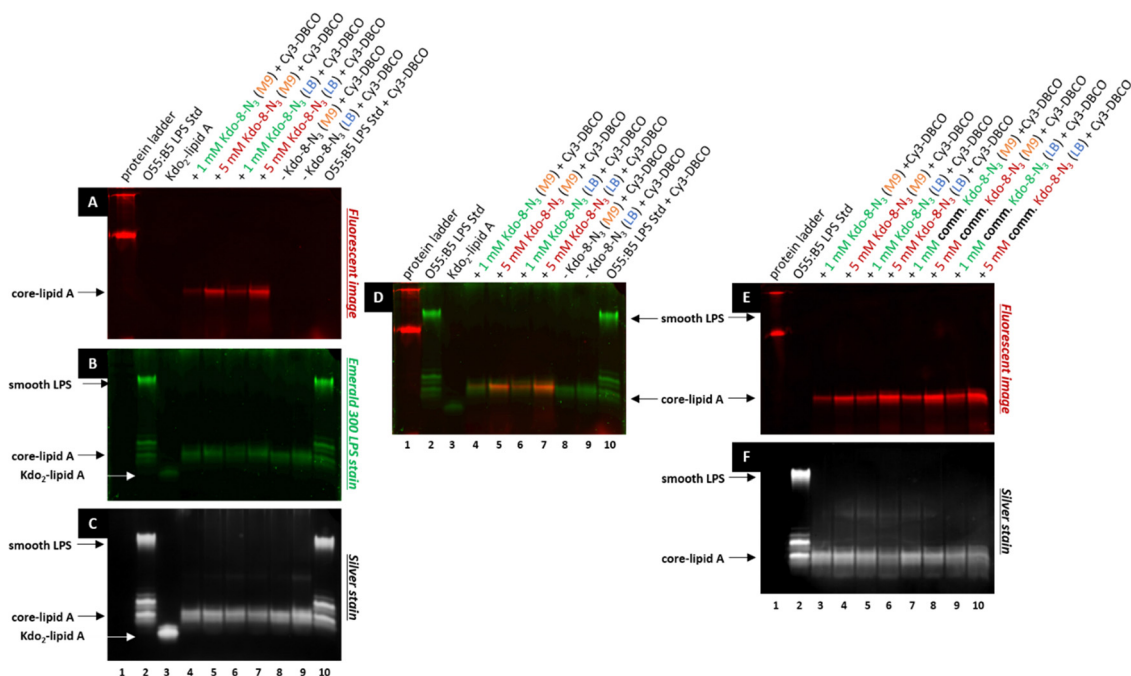 protein ladder
O55:B5 LPS Std
Kdo₂-lipid A
+ 1 mM Kdo-8-N₃ (M9) + Cy3-DBCO
+ 5 mM Kdo-8-N₃ (M9) + Cy3-DBCO
+ 1 mM Kdo-8-N₃ (LB) + Cy3-DBCO
+ 5 mM Kdo-8-N₃ (LB) + Cy3-DBCO
- Kdo-8-N₃ (M9) + Cy3-DBCO
- Kdo-8-N₃ (LB) + Cy3-DBCO
O55:B5 LPS Std + Cy3-DBCO
A
core-lipid A
Fluorescent image
B
smooth LPS
core-lipid A
Kdo₂-lipid A
Emerald 300 LPS stain
C
smooth LPS
core-lipid A
Kdo₂-lipid A
Silver stain
1 2 3 4 5 6 7 8 9 10
protein ladder
O55:B5 LPS Std
Kdo₂-lipid A
+ 1 mM Kdo-8-N₃ (M9) + Cy3-DBCO
+ 5 mM Kdo-8-N₃ (M9) + Cy3-DBCO
+ 1 mM Kdo-8-N₃ (LB) + Cy3-DBCO
+ 5 mM Kdo-8-N₃ (LB) + Cy3-DBCO
- Kdo-8-N₃ (M9) + Cy3-DBCO
- Kdo-8-N₃ (LB) + Cy3-DBCO
O55:B5 LPS Std + Cy3-DBCO
D
smooth LPS
core-lipid A
1 2 3 4 5 6 7 8 9 10
protein ladder
O55:B5 LPS Std
+ 1 mM Kdo-8-N₃ (M9) +Cy3-DBCO
+ 5 mM Kdo-8-N₃ (M9) + Cy3-DBCO
+ 1 mM Kdo-8-N₃ (LB) + Cy3-DBCO
+ 5 mM Kdo-8-N₃ (LB) + Cy3-DBCO
+ 1 mM comm. Kdo-8-N₃ (M9) + Cy3-DBCO
+ 5 mM comm. Kdo-8-N₃ (M9) + Cy3-DBCO
+ 1 mM comm. Kdo-8-N₃ (LB) + Cy3-DBCO
+ 5 mM comm. Kdo-8-N₃ (LB) + Cy3-DBCO
E
Fluorescent image
F
smooth LPS
core-lipid A
Silver stain
1 2 3 4 5 6 7 8 9 10